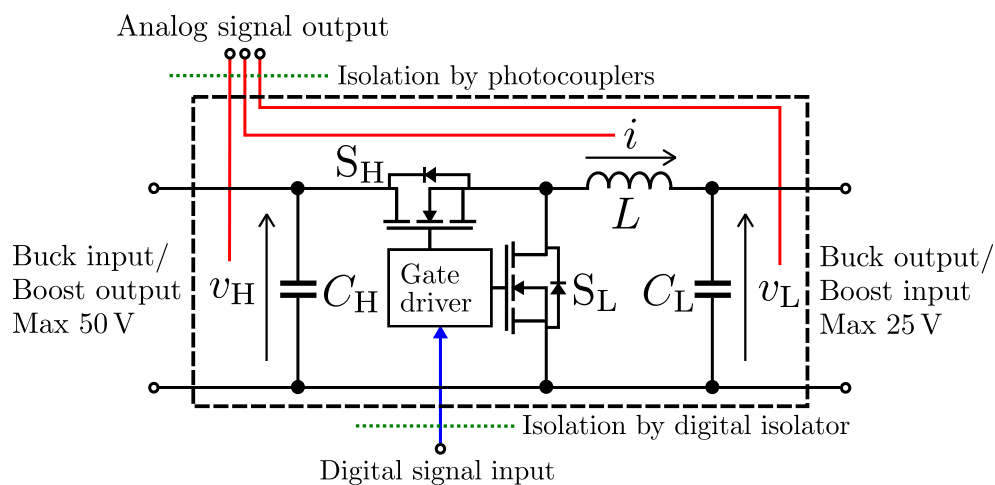 Analog signal output
Isolation by photocouplers
i
S_H
L
Buck input/
Boost output
Max 50 V
v_H
C_H
Gate
driver
S_L
C_L
v_L
Buck output/
Boost input
Max 25 V
Isolation by digital isolator
Digital signal input